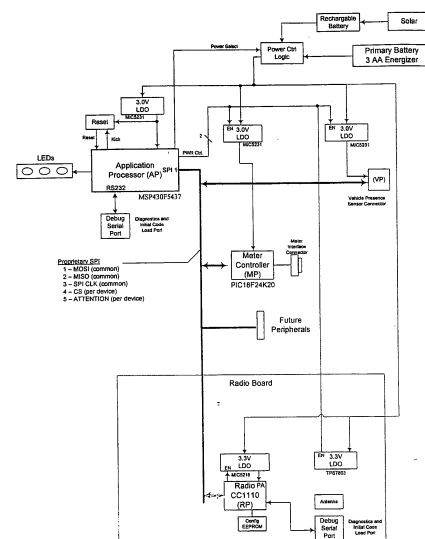 Rechargable
Battery
Solar
Power Select
Power Ctrl
Logic
Primary Battery
3 AA Energizer
3.0V
LDO
MIC5231
Reset
Reset
Kick
EN
3.0V
LDO
MIC5231
EN
3.0V
LDO
MIC5231
2
PWR Ctrl.
LEDs
Application
Processor (AP)
SPI 1
RS232
MSP430F5437
(VP)
Vehicle Presence
Sensor Connector
Debug
Serial
Port
Diagnostics and
Initial Code
Load Port
Meter
Interface
Connector
Meter
Controller
(MP)
PIC18F24K20
Proprietary SPI
1 – MOSI (common)
2 – MISO (common)
3 – SPI CLK (common)
4 – CS (per device)
5 – ATTENTION (per device)
Future
Peripherals
Radio Board
3.3V
LDO
EN
MIC5218
EN
3.3V
LDO
Radio PA
CC1110
(RP)
Antenna
Config
EEPROM
Debug
Serial
Port
Diagnostics and
Initial Code
Load Port